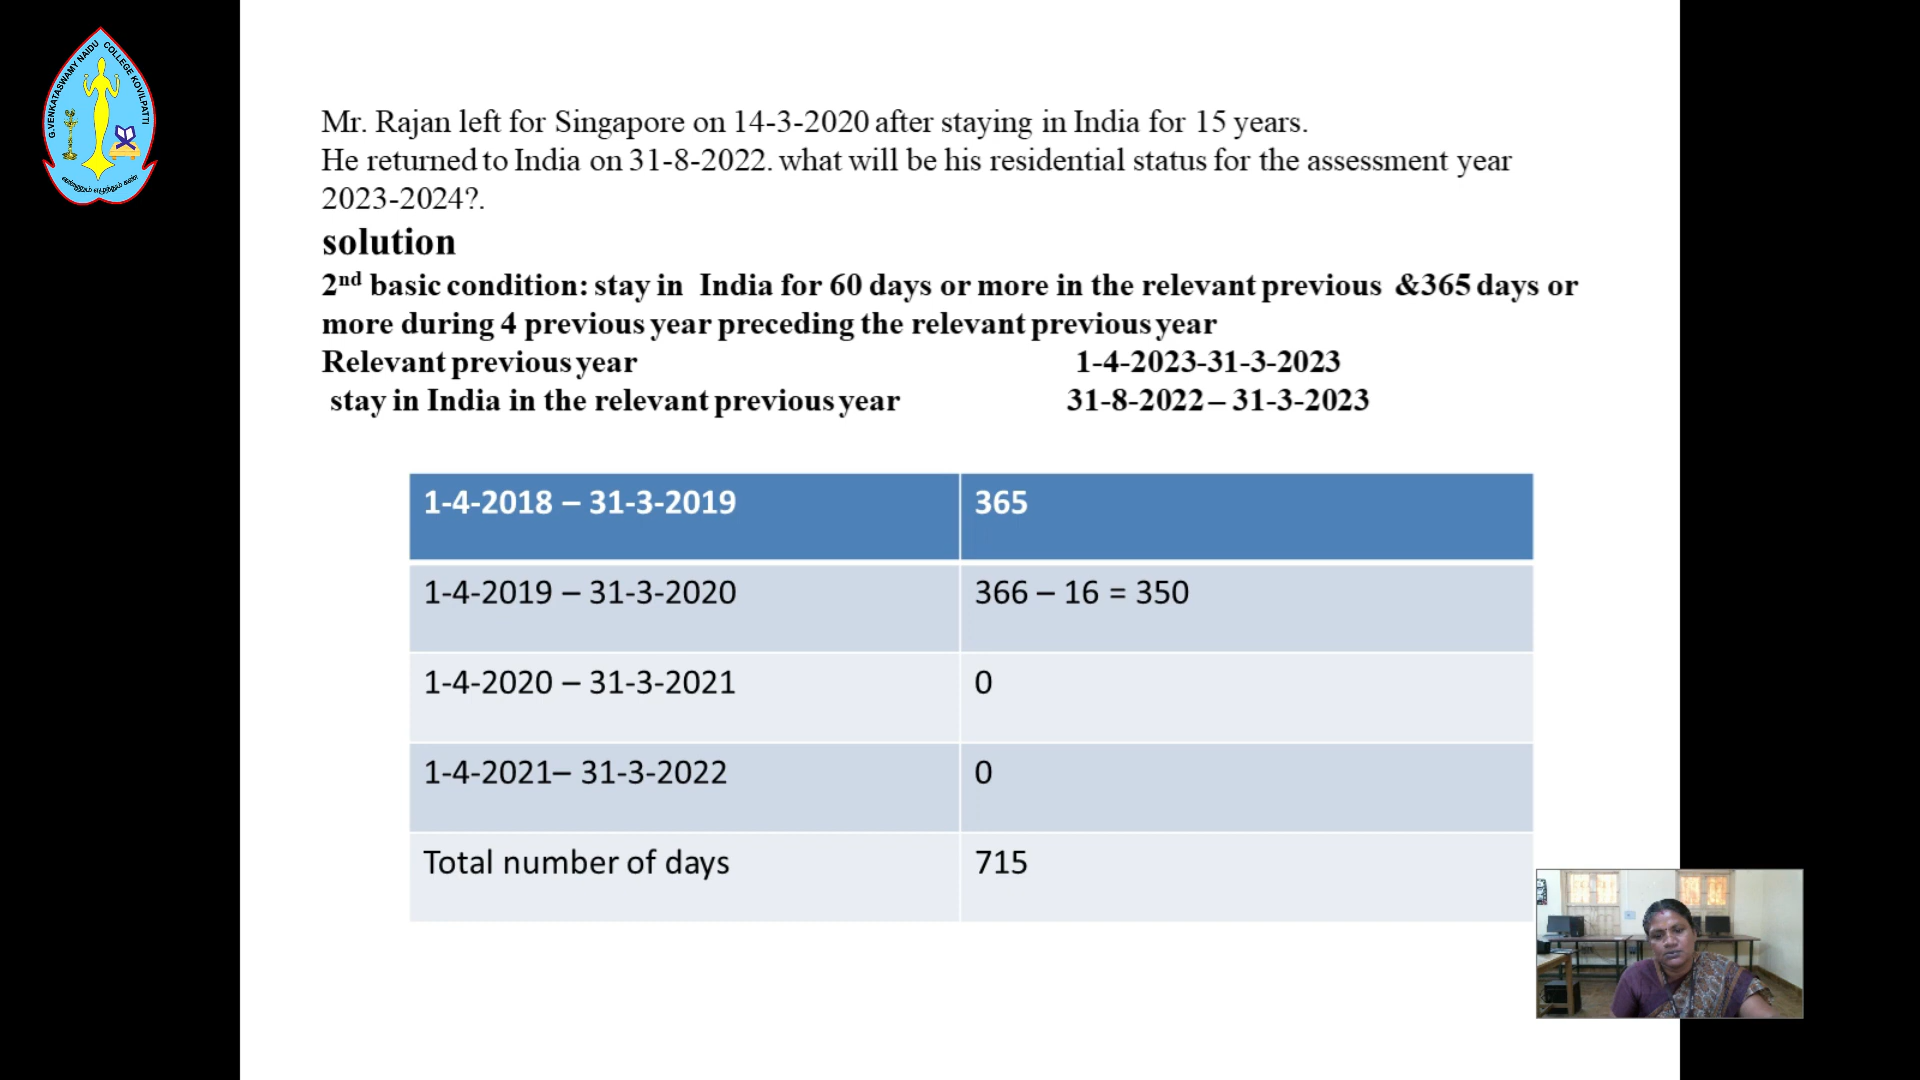 G.VENKATASWAMY NAIDU COLLEGE KOVILPATTI
Mr. Rajan left for Singapore on 14-3-2020 after staying in India for 15 years.
He returned to India on 31-8-2022. what will be his residential status for the assessment year
2023-2024?.
solution
2nd basic condition: stay in India for 60 days or more in the relevant previous &365 days or
more during 4 previous year preceding the relevant previous year
Relevant previous year 1-4-2023-31-3-2023
stay in India in the relevant previous year 31-8-2022 – 31-3-2023
1-4-2018 – 31-3-2019 365
1-4-2019 – 31-3-2020 366 – 16 = 350
1-4-2020 – 31-3-2021 0
1-4-2021– 31-3-2022 0
Total number of days 715